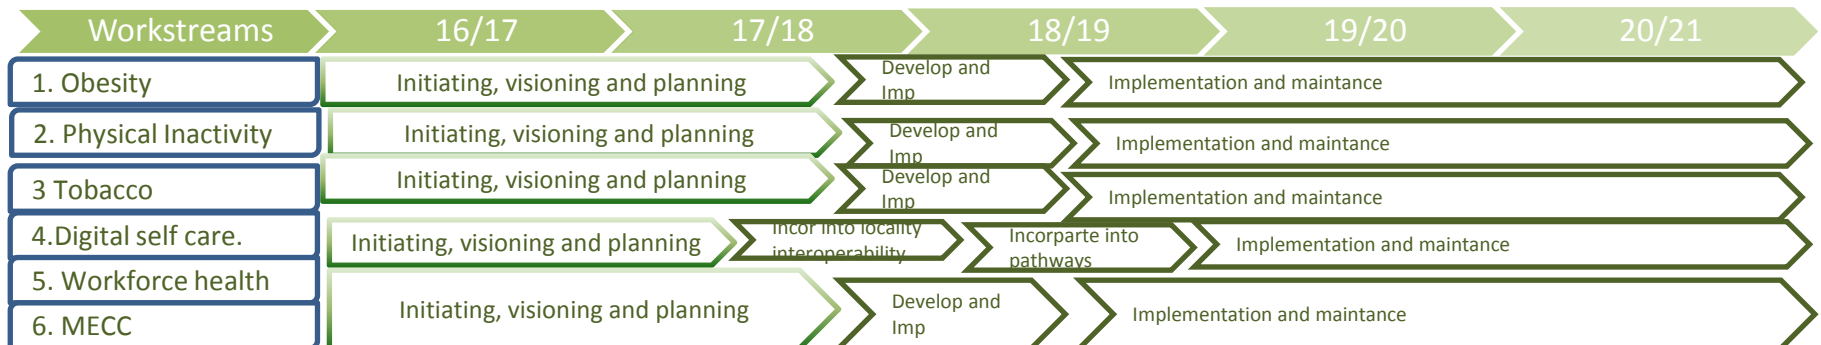 Workstreams 16/17 17/18 18/19 19/20 20/21
1. Obesity
Initiating, visioning and planning
Develop and
Imp
Implementation and maintance
2. Physical Inactivity
Initiating, visioning and planning
Develop and
Imp
Implementation and maintance
3 Tobacco
Initiating, visioning and planning
Develop and
Imp
Implementation and maintance
4.Digital self care.
Initiating, visioning and planning
Incor into locality
interoperability
Incorparte into
pathways
Implementation and maintance
5. Workforce health
6. MECC
Initiating, visioning and planning
Develop and
Imp
Implementation and maintance